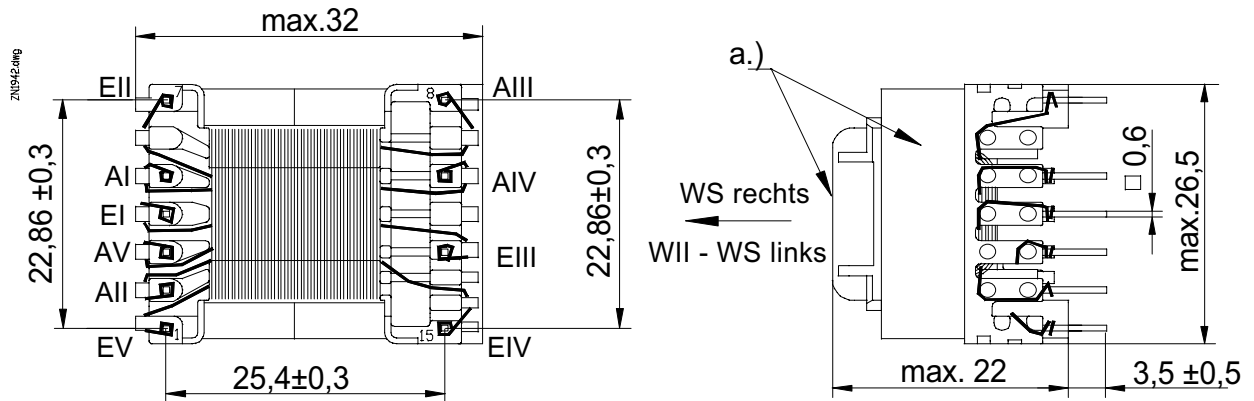 ZN1942.dwg
max.32
EII
7
8
AIII
22,86 ±0,3
22,86±0,3
AI
AIV
EI
AV
EIII
AII
EV
1
15
EIV
25,4±0,3
a.)
WS rechts
WII - WS links
□ 0,6
max.26,5
max. 22
3,5 ±0,5